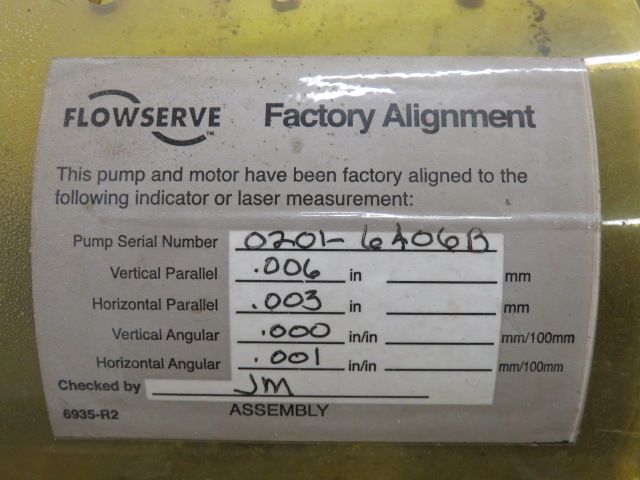 FLOWSERVE™ Factory Alignment
This pump and motor have been factory aligned to the
following indicator or laser measurement:
Pump Serial Number 0201-6406B
Vertical Parallel .006 in mm
Horizontal Parallel .003 in mm
Vertical Angular .000 in/in mm/100mm
Horizontal Angular .001 in/in mm/100mm
Checked by JM
6935-R2 ASSEMBLY